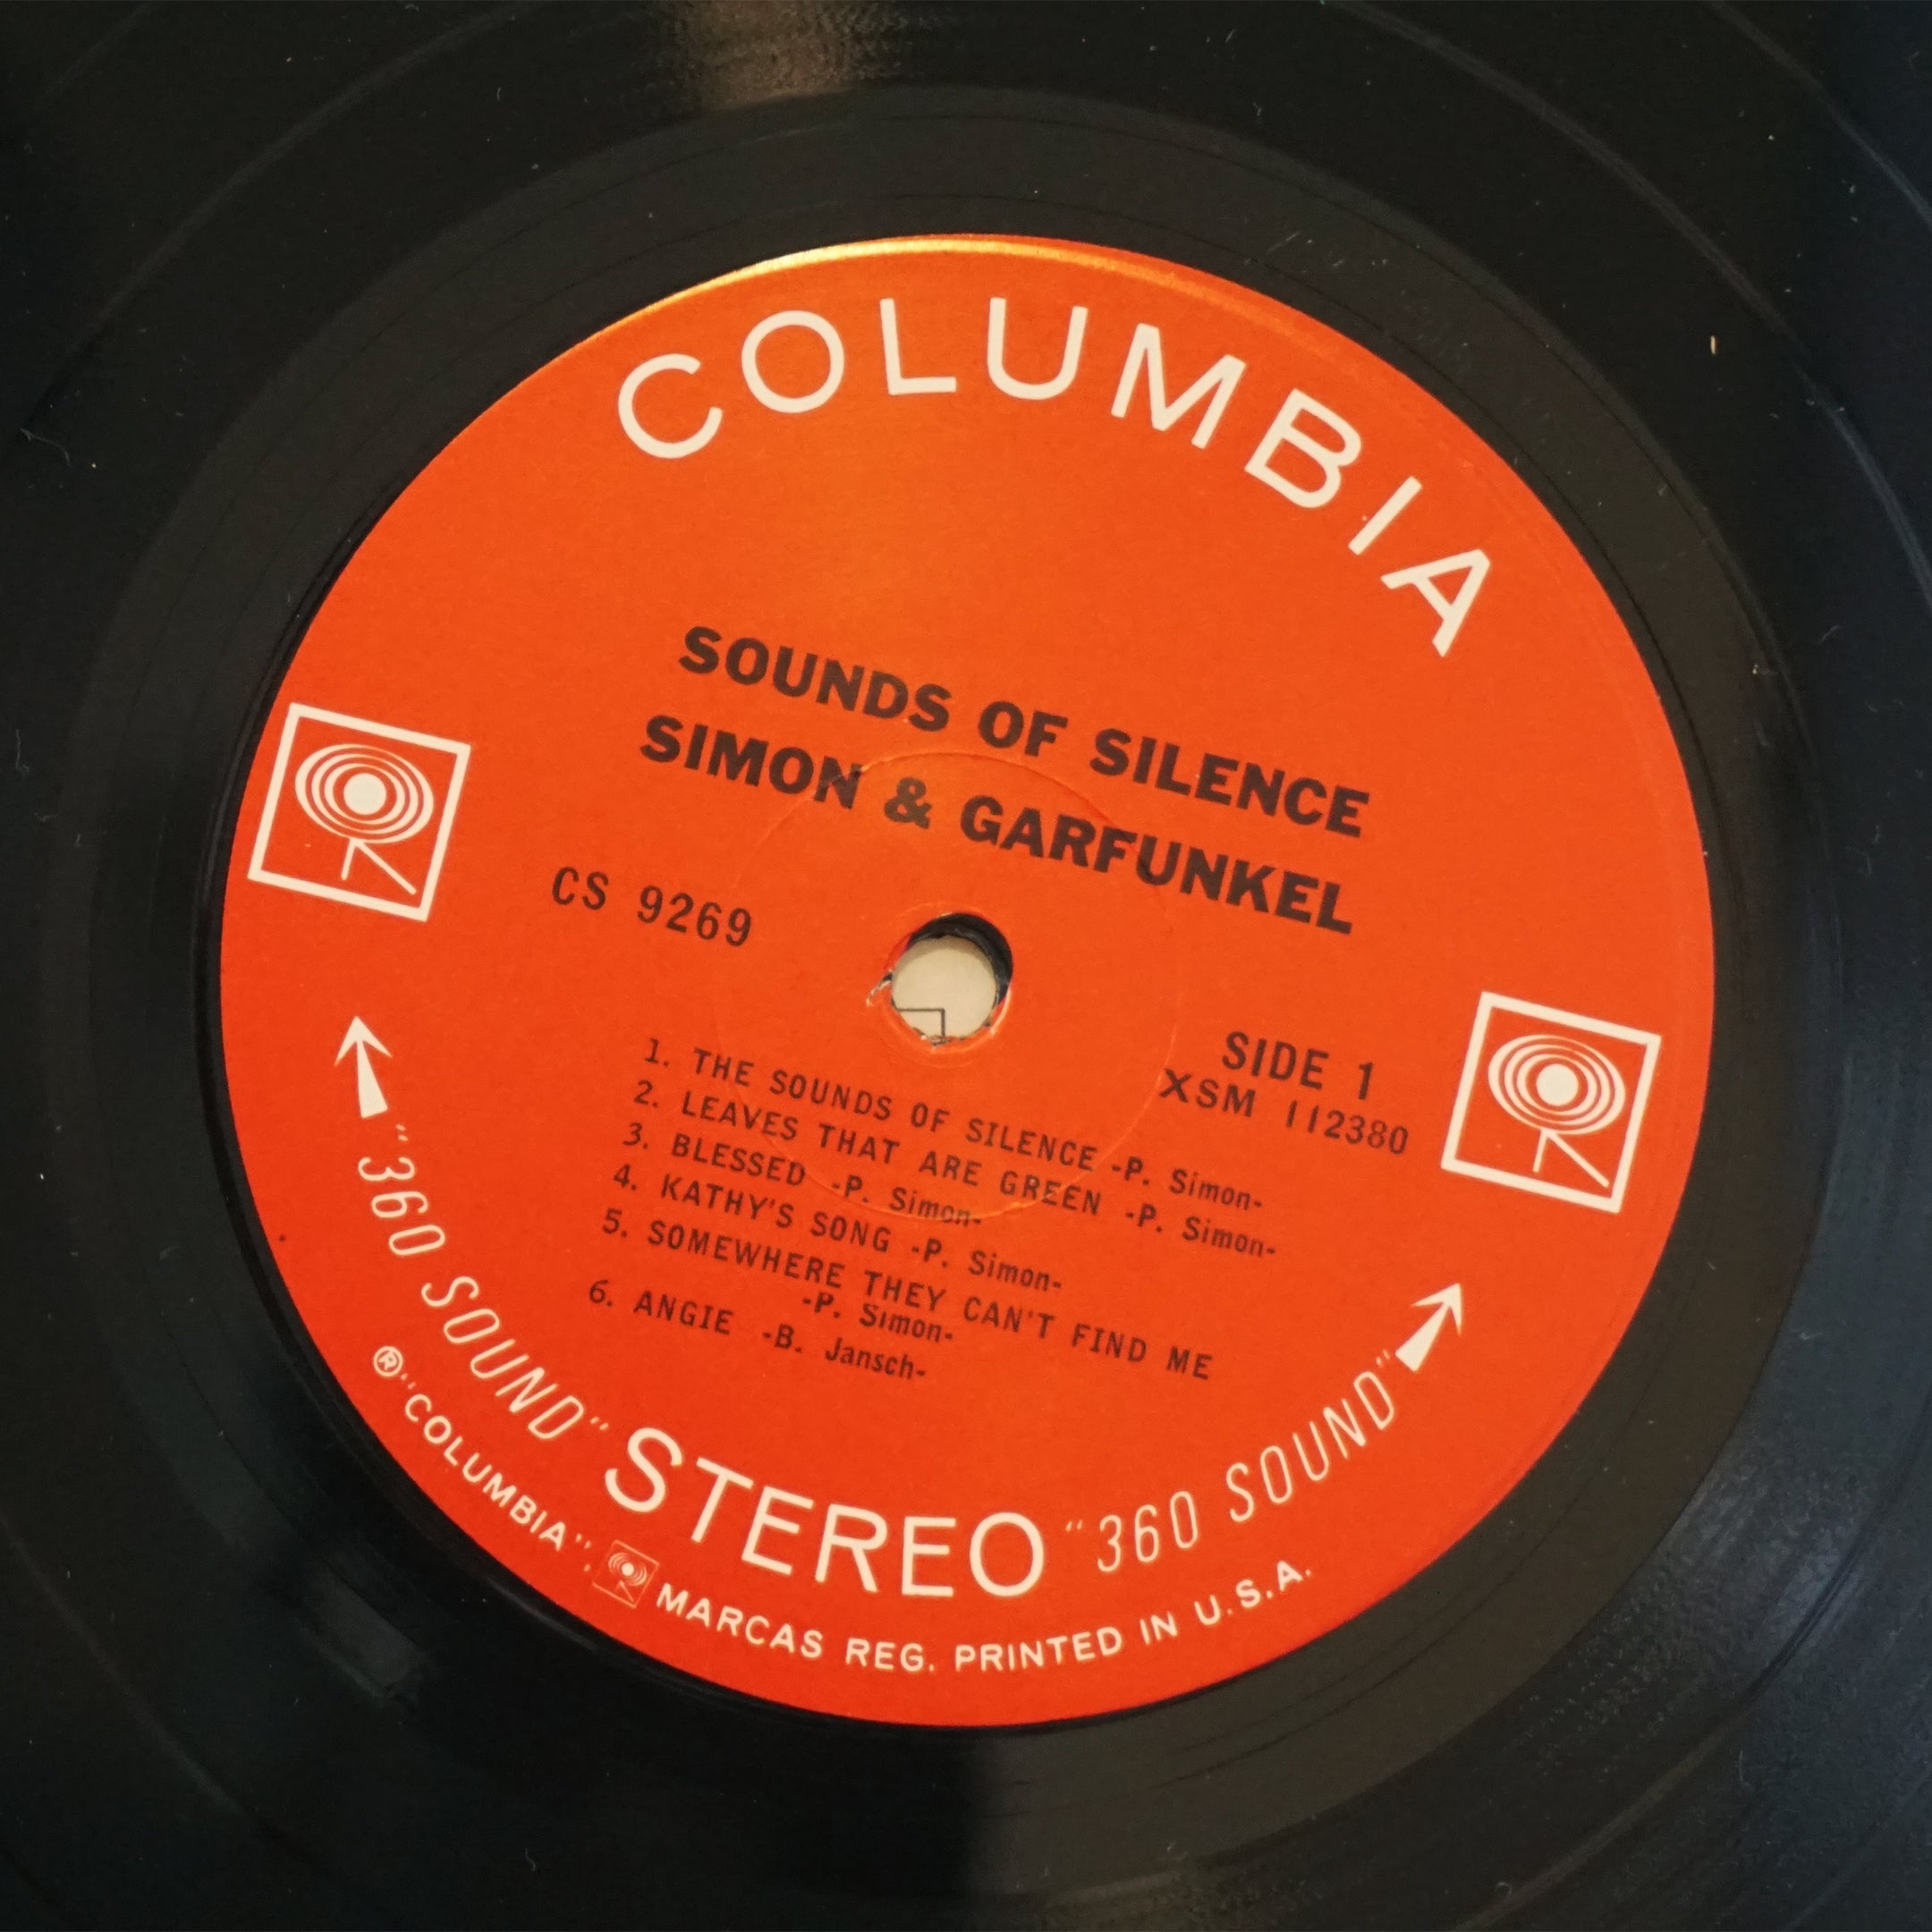 COLUMBIA
SOUNDS OF SILENCE
SIMON & GARFUNKEL
CS 9269
SIDE 1
XSM 112380
1. THE SOUNDS OF SILENCE -P. Simon-
2. LEAVES THAT ARE GREEN -P. Simon-
3. BLESSED -P. Simon-
4. KATHY'S SONG -P. Simon-
5. SOMEWHERE THEY CAN'T FIND ME
-P. Simon-
6. ANGIE -B. Jansch-
"360 SOUND" STEREO "360 SOUND"
® "COLUMBIA", MARCAS REG. PRINTED IN U.S.A.